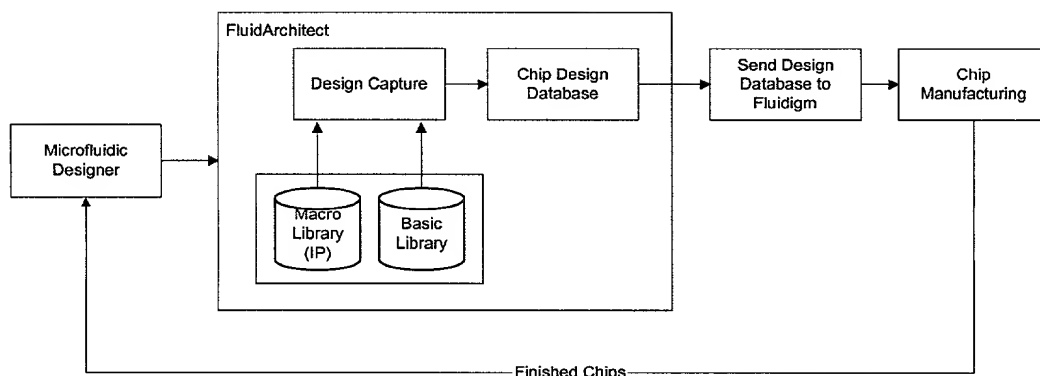 FluidArchitect
Design Capture
Chip Design
Database
Send Design
Database to
Fluidigm
Chip
Manufacturing
Microfluidic
Designer
Macro
Library
(IP)
Basic
Library
Finished Chips